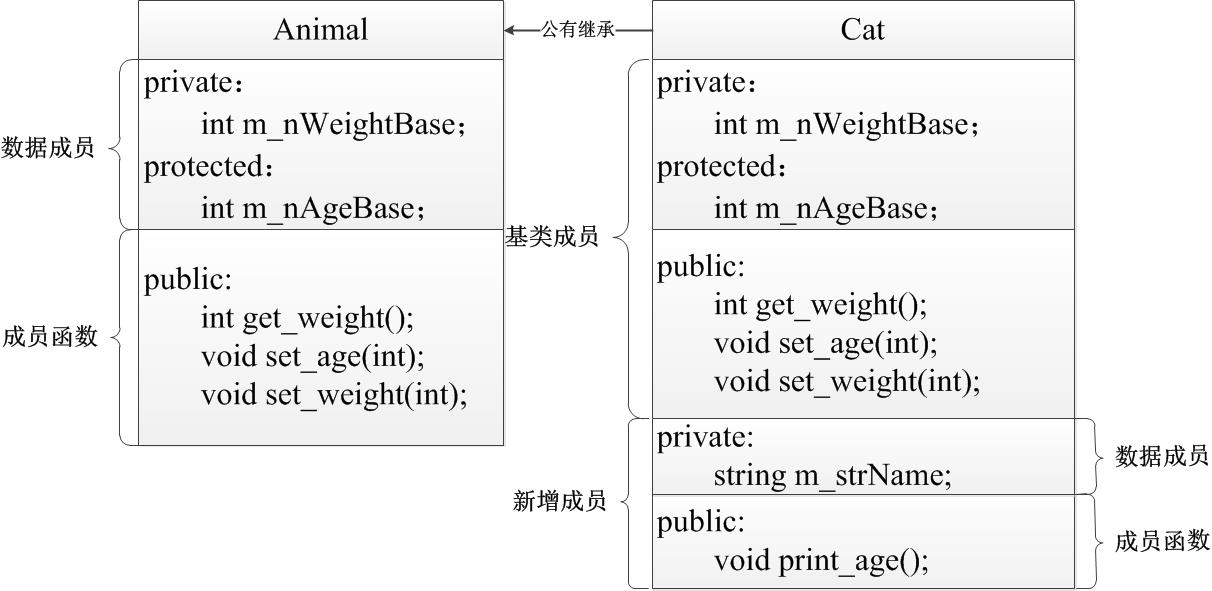 Animal
private：
int m_nWeightBase；
protected：
int m_nAgeBase；
public:
int get_weight();
void set_age(int);
void set_weight(int);
数据成员
成员函数
公有继承
Cat
private：
int m_nWeightBase；
protected：
int m_nAgeBase；
public:
int get_weight();
void set_age(int);
void set_weight(int);
private:
string m_strName;
public:
void print_age();
基类成员
新增成员
数据成员
成员函数